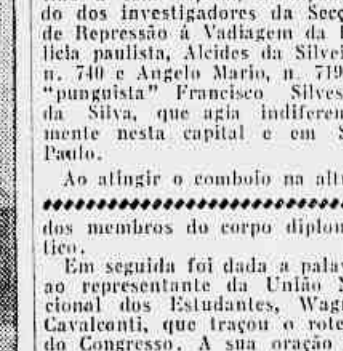 do dos investigadores da Secç
de Repressão á Vadiagem da
licia paulista, Alcides da Silvei
n. 740 e Angelo Mario, n. 719
"punguista" Francisco Silves
da Silva, que agia indiferen
mente nesta capital e em S
Paulo.
Ao atingir o comboio na altu
dos membros do corpo diplom
tico.
Em seguida foi dada a palav
ao representante da União N
cional dos Estudantes, Wagn
Cavalconti, que traçou o rote
do Congresso. A sua oração